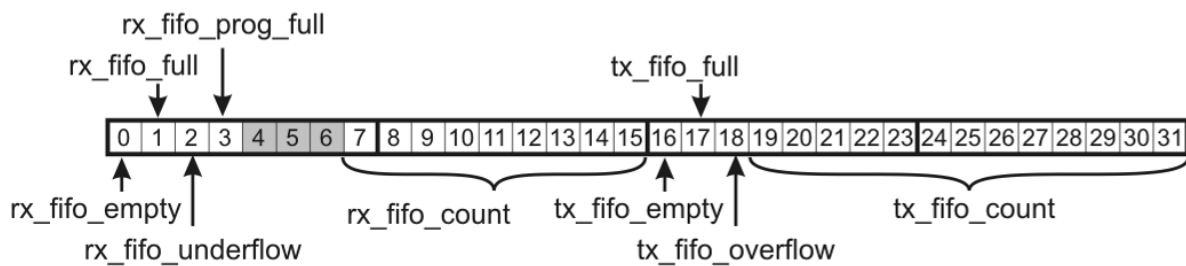 rx_fifo_prog_full
rx_fifo_full
tx_fifo_full
0 1 2 3 4 5 6 7 8 9 10 11 12 13 14 15 16 17 18 19 20 21 22 23 24 25 26 27 28 29 30 31
rx_fifo_empty
rx_fifo_count
tx_fifo_empty
tx_fifo_count
rx_fifo_underflow
tx_fifo_overflow